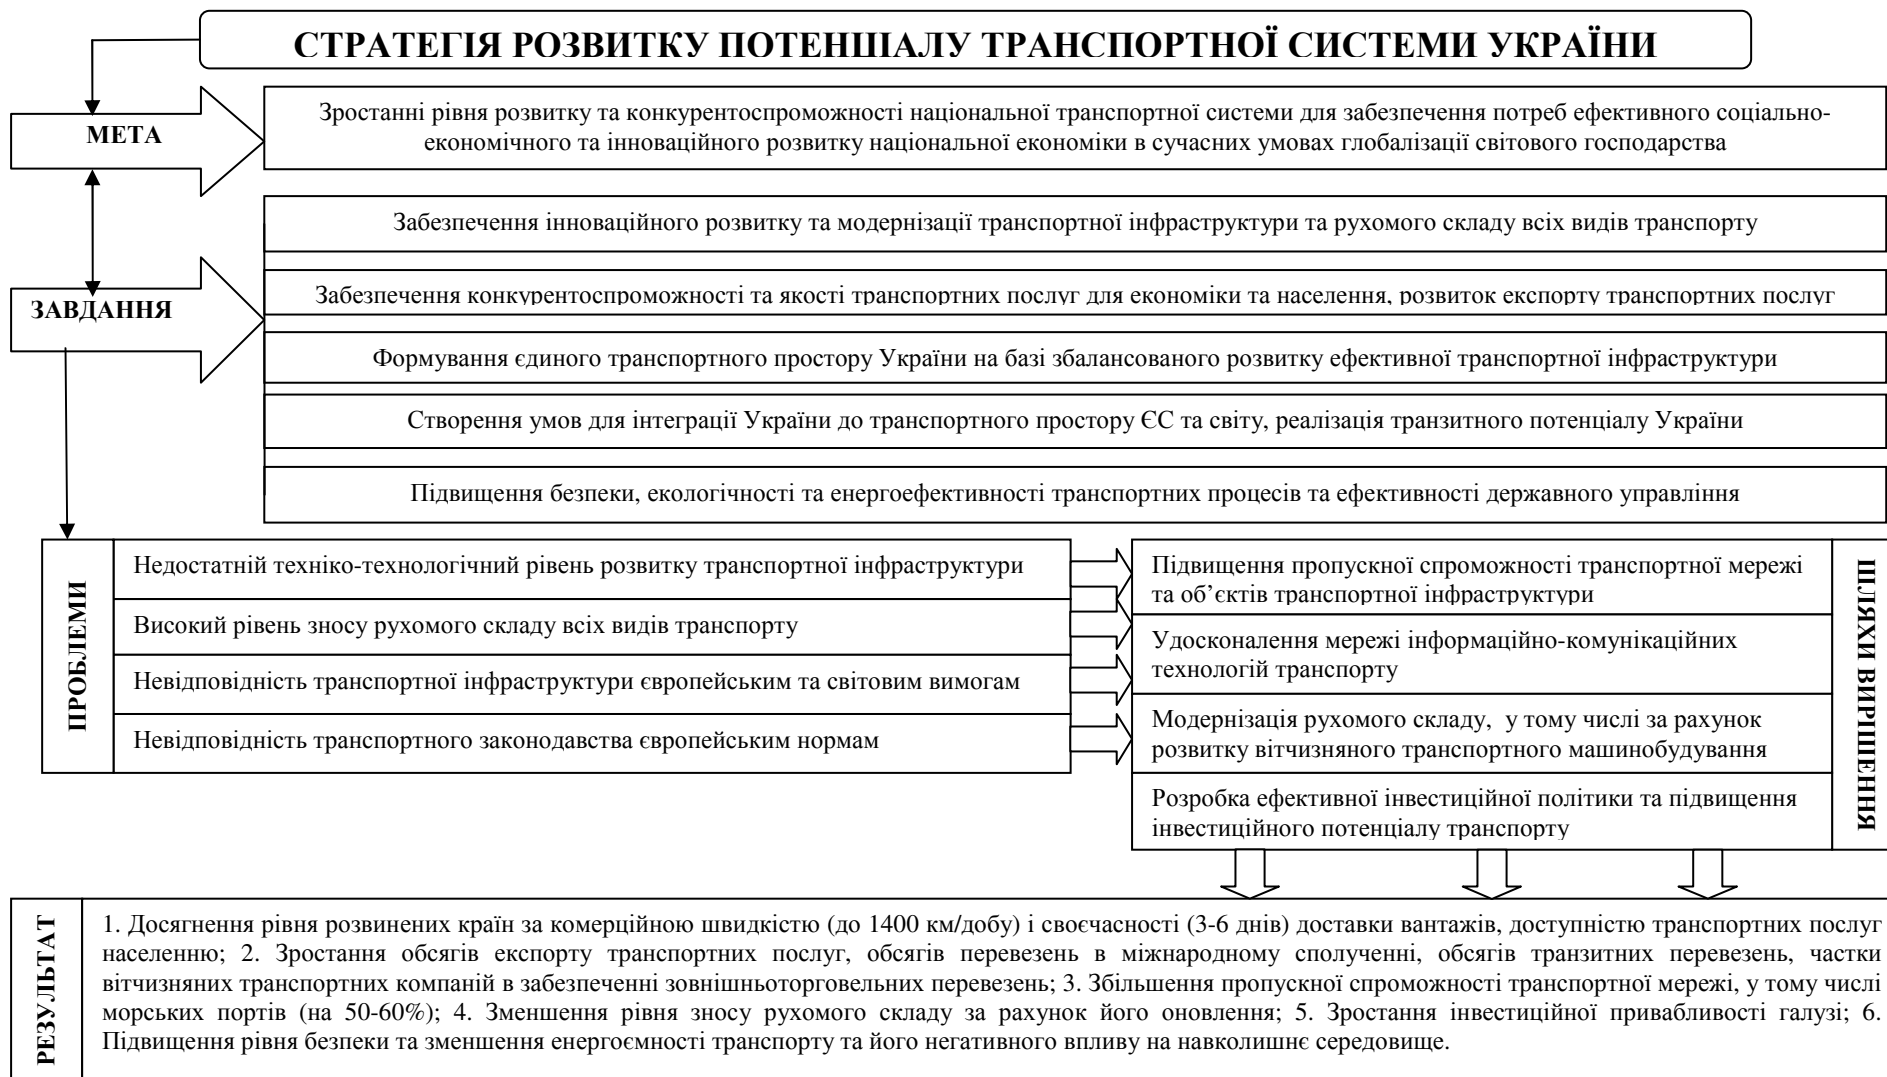 СТРАТЕГІЯ РОЗВИТКУ ПОТЕНЦІАЛУ ТРАНСПОРТНОЇ СИСТЕМИ УКРАЇНИ
МЕТА
Зростанні рівня розвитку та конкурентоспроможності національної транспортної системи для забезпечення потреб ефективного соціально-
економічного та інноваційного розвитку національної економіки в сучасних умовах глобалізації світового господарства
ЗАВДАННЯ
Забезпечення інноваційного розвитку та модернізації транспортної інфраструктури та рухомого складу всіх видів транспорту
Забезпечення конкурентоспроможності та якості транспортних послуг для економіки та населення, розвиток експорту транспортних послуг
Формування єдиного транспортного простору України на базі збалансованого розвитку ефективної транспортної інфраструктури
Створення умов для інтеграції України до транспортного простору ЄС та світу, реалізація транзитного потенціалу України
Підвищення безпеки, екологічності та енергоефективності транспортних процесів та ефективності державного управління
ПРОБЛЕМИ
Недостатній техніко-технологічний рівень розвитку транспортної інфраструктури
Високий рівень зносу рухомого складу всіх видів транспорту
Невідповідність транспортної інфраструктури європейським та світовим вимогам
Невідповідність транспортного законодавства європейським нормам
Підвищення пропускної спроможності транспортної мережі
та об’єктів транспортної інфраструктури
Удосконалення мережі інформаційно-комунікаційних
технологій транспорту
Модернізація рухомого складу, у тому числі за рахунок
розвитку вітчизняного транспортного машинобудування
Розробка ефективної інвестиційної політики та підвищення
інвестиційного потенціалу транспорту
ШЛЯХИ ВИРІШЕННЯ
РЕЗУЛЬТАТ
1. Досягнення рівня розвинених країн за комерційною швидкістю (до 1400 км/добу) і своєчасності (3-6 днів) доставки вантажів, доступністю транспортних послуг
населенню; 2. Зростання обсягів експорту транспортних послуг, обсягів перевезень в міжнародному сполученні, обсягів транзитних перевезень, частки
вітчизняних транспортних компаній в забезпеченні зовнішньоторговельних перевезень; 3. Збільшення пропускної спроможності транспортної мережі, у тому числі
морських портів (на 50-60%); 4. Зменшення рівня зносу рухомого складу за рахунок його оновлення; 5. Зростання інвестиційної привабливості галузі; 6.
Підвищення рівня безпеки та зменшення енергоємності транспорту та його негативного впливу на навколишнє середовище.